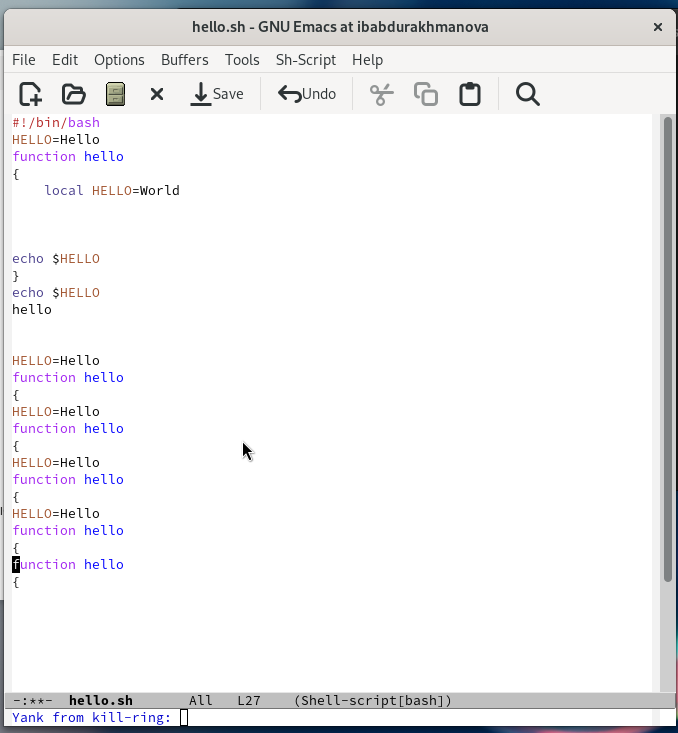 hello.sh - GNU Emacs at ibabdurakhmanova
File Edit Options Buffers Tools Sh-Script Help
Save Undo
#!/bin/bash
HELLO=Hello
function hello
{
    local HELLO=World
echo $HELLO
}
echo $HELLO
hello
HELLO=Hello
function hello
{
HELLO=Hello
function hello
{
HELLO=Hello
function hello
{
HELLO=Hello
function hello
{
function hello
{
-:**-  hello.sh       All   L27    (Shell-script[bash])
Yank from kill-ring: